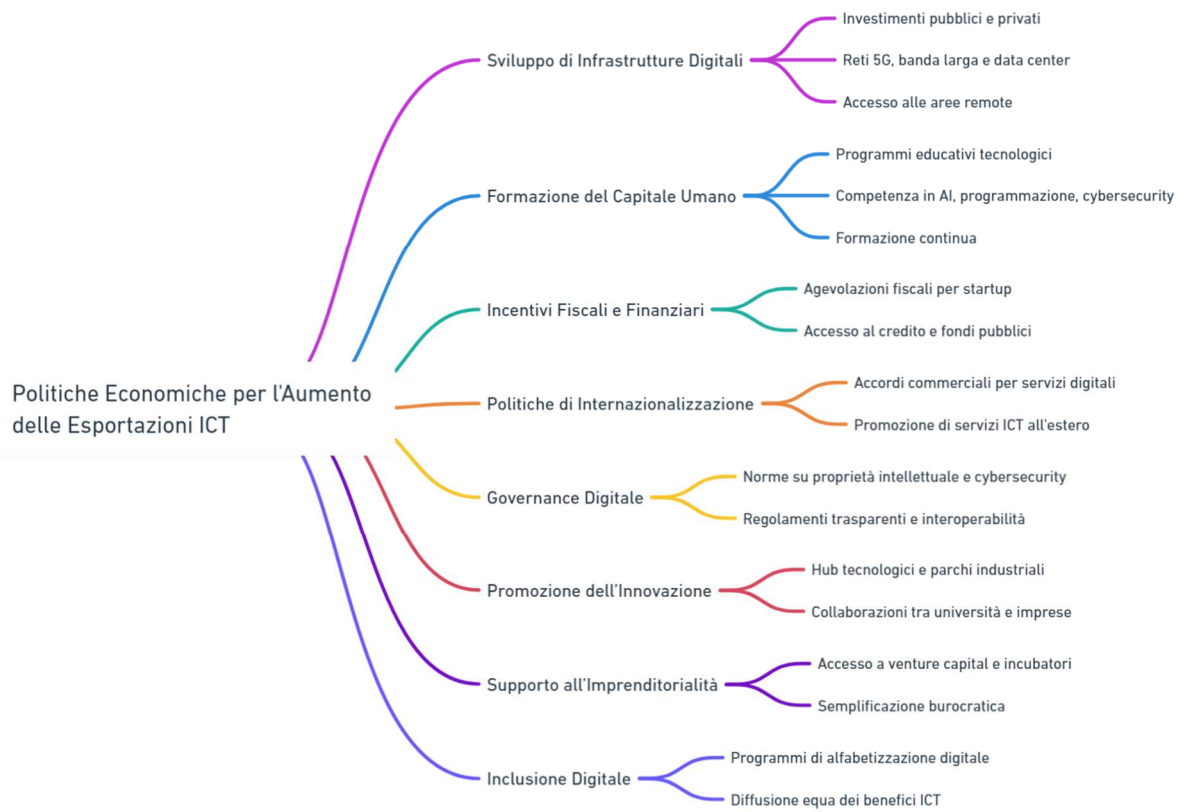 Politiche Economiche per l'Aumento
delle Esportazioni ICT
Sviluppo di Infrastrutture Digitali
Investimenti pubblici e privati
Reti 5G, banda larga e data center
Accesso alle aree remote
Formazione del Capitale Umano
Programmi educativi tecnologici
Competenza in AI, programmazione, cybersecurity
Formazione continua
Incentivi Fiscali e Finanziari
Agevolazioni fiscali per startup
Accesso al credito e fondi pubblici
Politiche di Internazionalizzazione
Accordi commerciali per servizi digitali
Promozione di servizi ICT all'estero
Governance Digitale
Norme su proprietà intellettuale e cybersecurity
Regolamenti trasparenti e interoperabilità
Promozione dell'Innovazione
Hub tecnologici e parchi industriali
Collaborazioni tra università e imprese
Supporto all'Imprenditorialità
Accesso a venture capital e incubatori
Semplificazione burocratica
Inclusione Digitale
Programmi di alfabetizzazione digitale
Diffusione equa dei benefici ICT